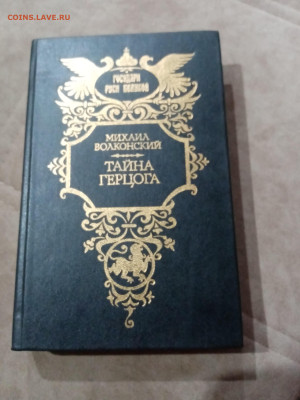 COINS.LAVE.RU
ГОСУДАРИ
РУСИ ВЕЛИКОЙ
МИХАИЛ
ВОЛКОНСКИЙ
ТАЙНА
ГЕРЦОГА